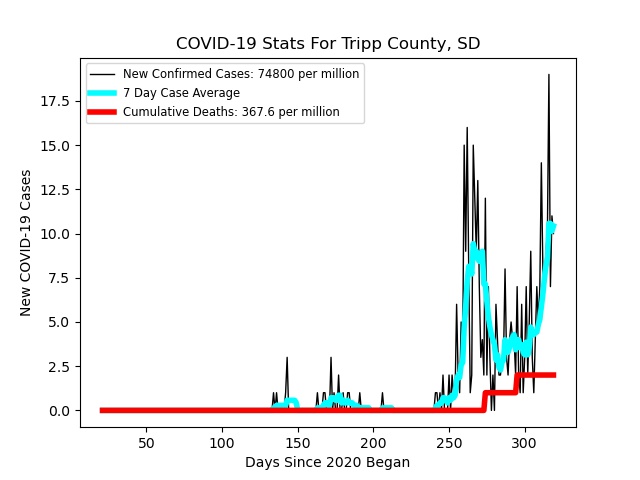 COVID-19 Stats For Tripp County, SD
New Confirmed Cases: 74800 per million
7 Day Case Average
Cumulative Deaths: 367.6 per million
New COVID-19 Cases
17.5
15.0
12.5
10.0
7.5
5.0
2.5
0.0
50 100 150 200 250 300
Days Since 2020 Began